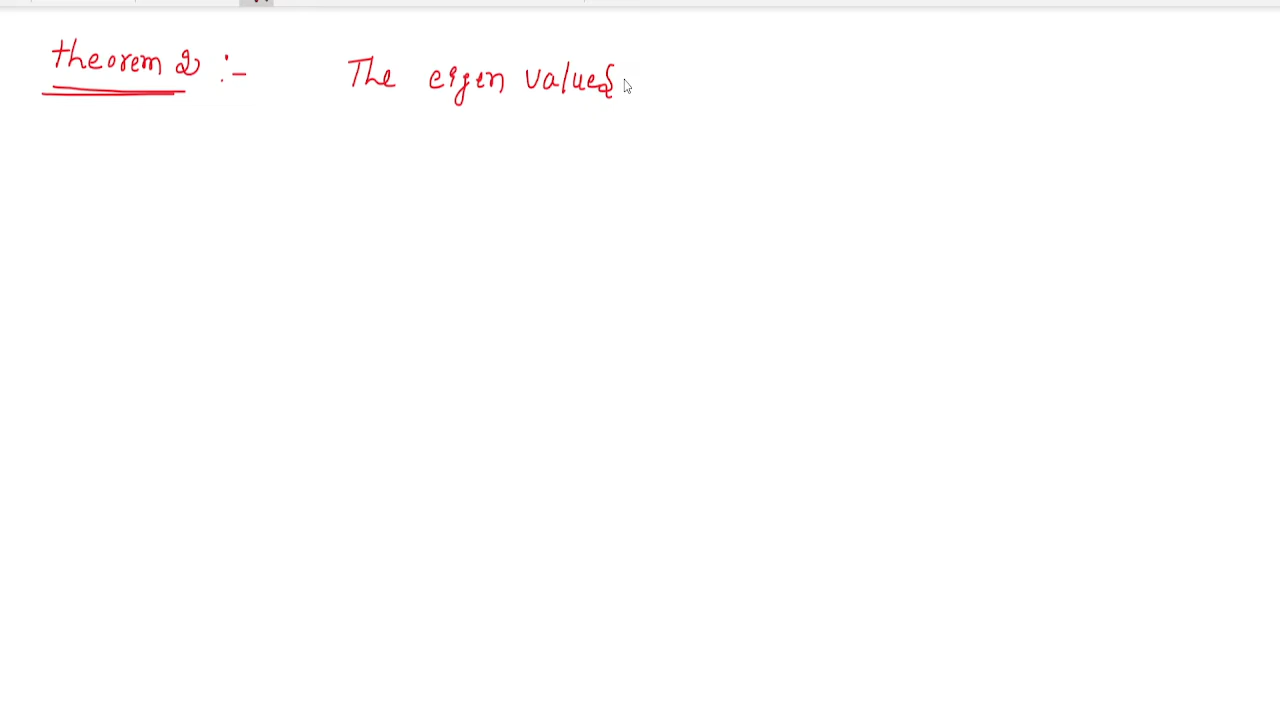 theorem 2 :- The eigen values